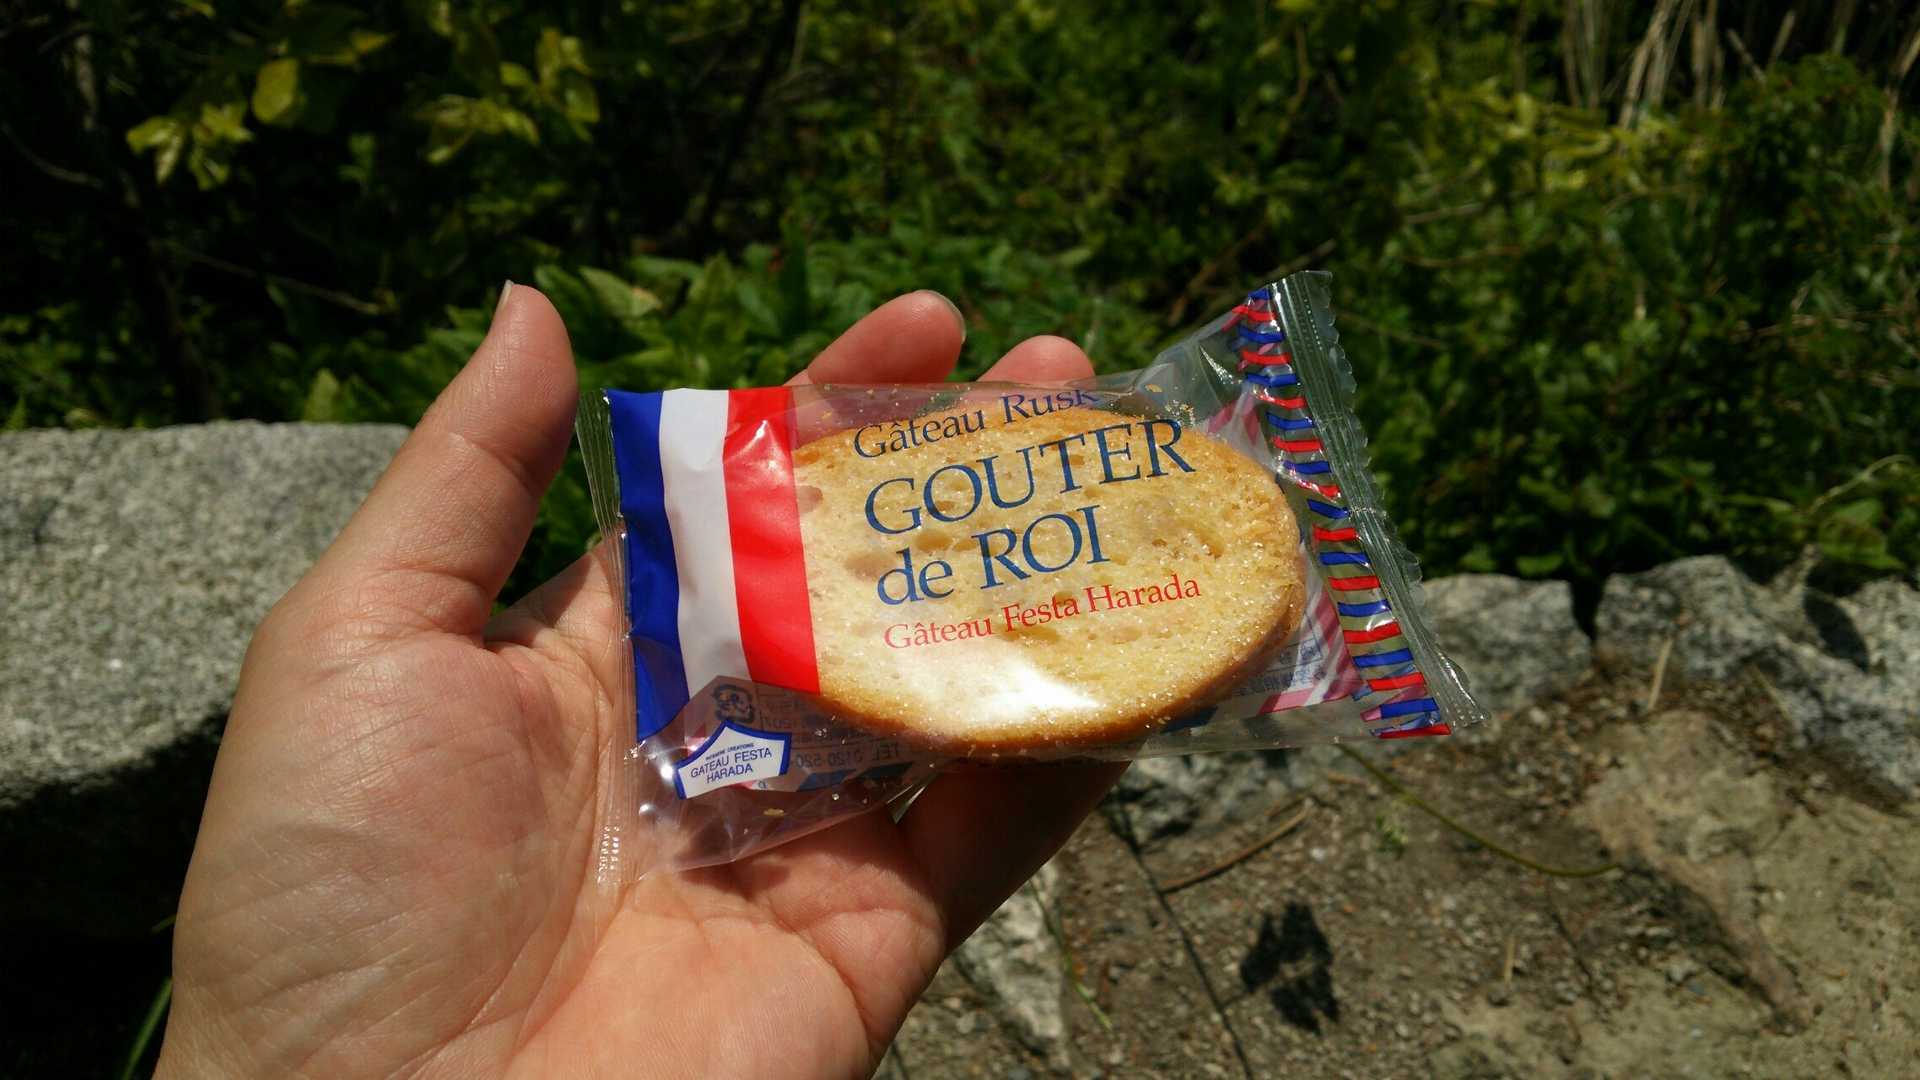 Gâteau Rusk
GOUTER
de ROI
Gâteau Festa Harada
GATEAU FESTA
HARADA